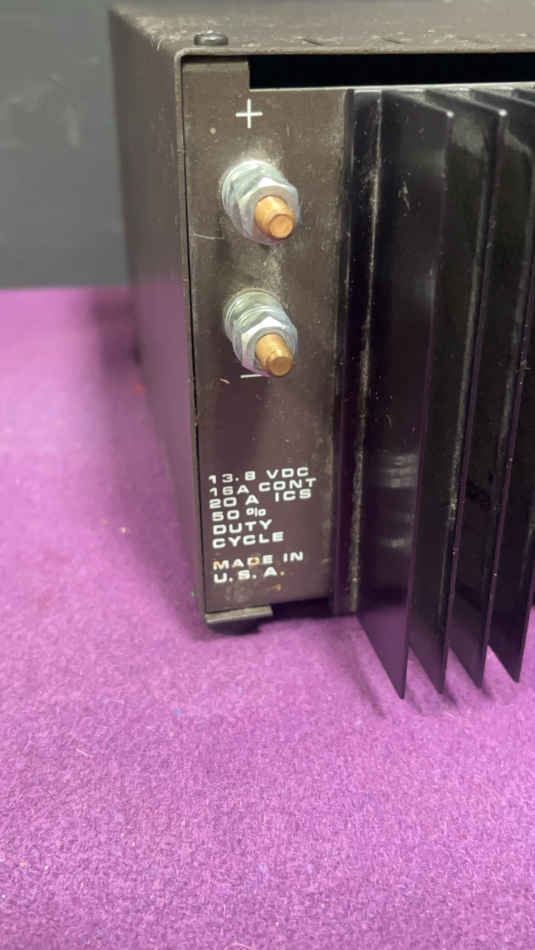 +
−
13.8 VDC
16A CONT
20 A ICS
50 %
DUTY
CYCLE
MADE IN
U.S.A.